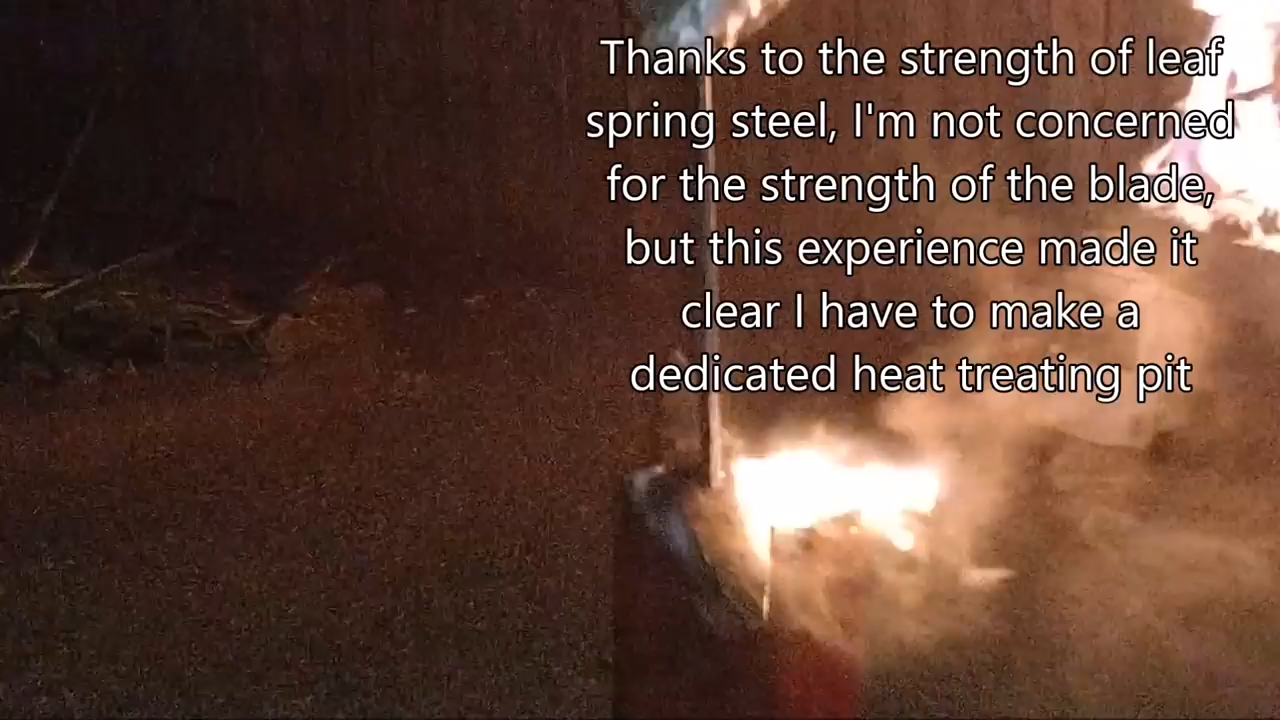 Thanks to the strength of leaf
spring steel, I'm not concerned
for the strength of the blade,
but this experience made it
clear I have to make a
dedicated heat treating pit